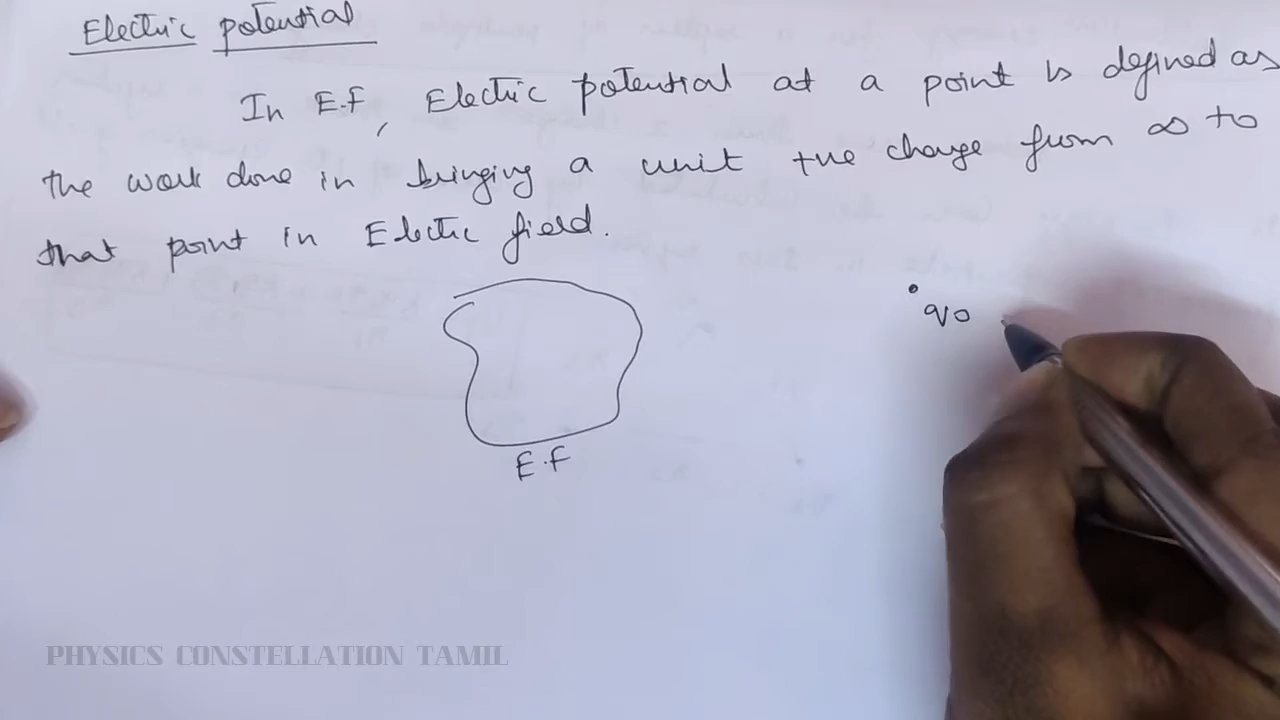 Electric potential
In E.F, Electric potential at a point is defined as
the work done in bringing a unit +ve charge from ∞ to
that point in Electric field.
q0
E.F
PHYSICS CONSTELLATION TAMIL